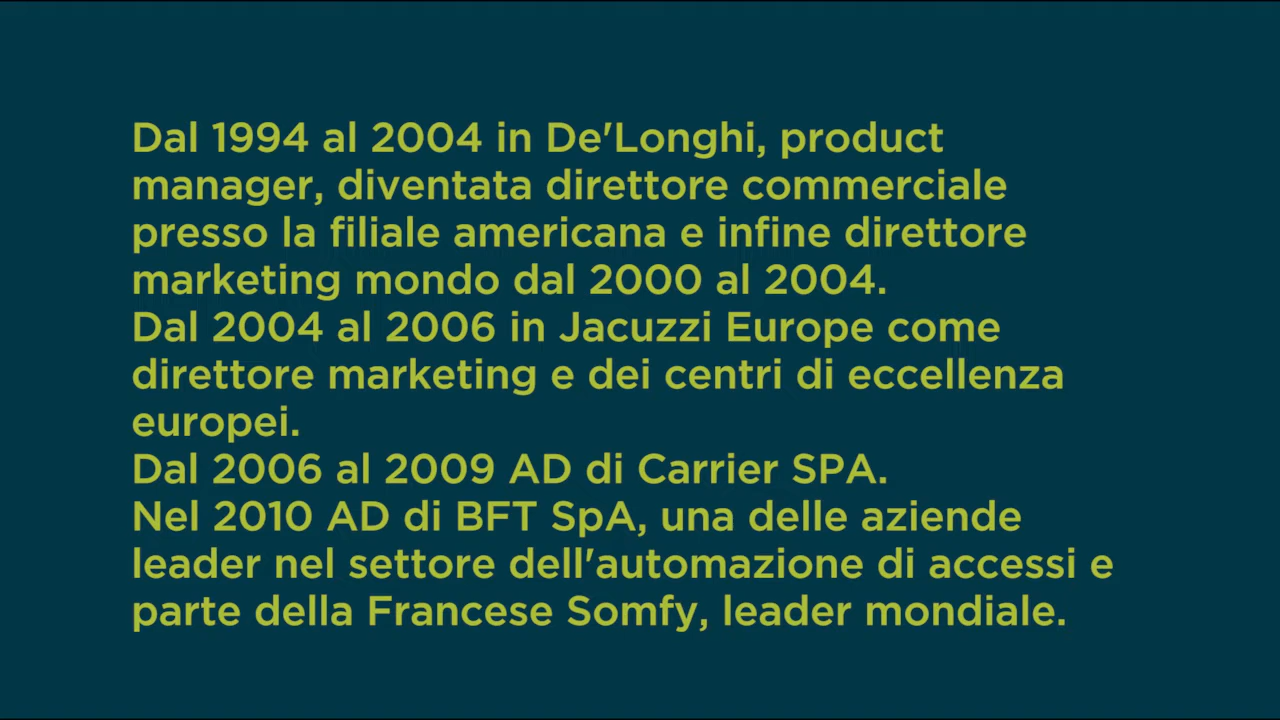 Dal 1994 al 2004 in De'Longhi, product
manager, diventata direttore commerciale
presso la filiale americana e infine direttore
marketing mondo dal 2000 al 2004.
Dal 2004 al 2006 in Jacuzzi Europe come
direttore marketing e dei centri di eccellenza
europei.
Dal 2006 al 2009 AD di Carrier SPA.
Nel 2010 AD di BFT SpA, una delle aziende
leader nel settore dell'automazione di accessi e
parte della Francese Somfy, leader mondiale.